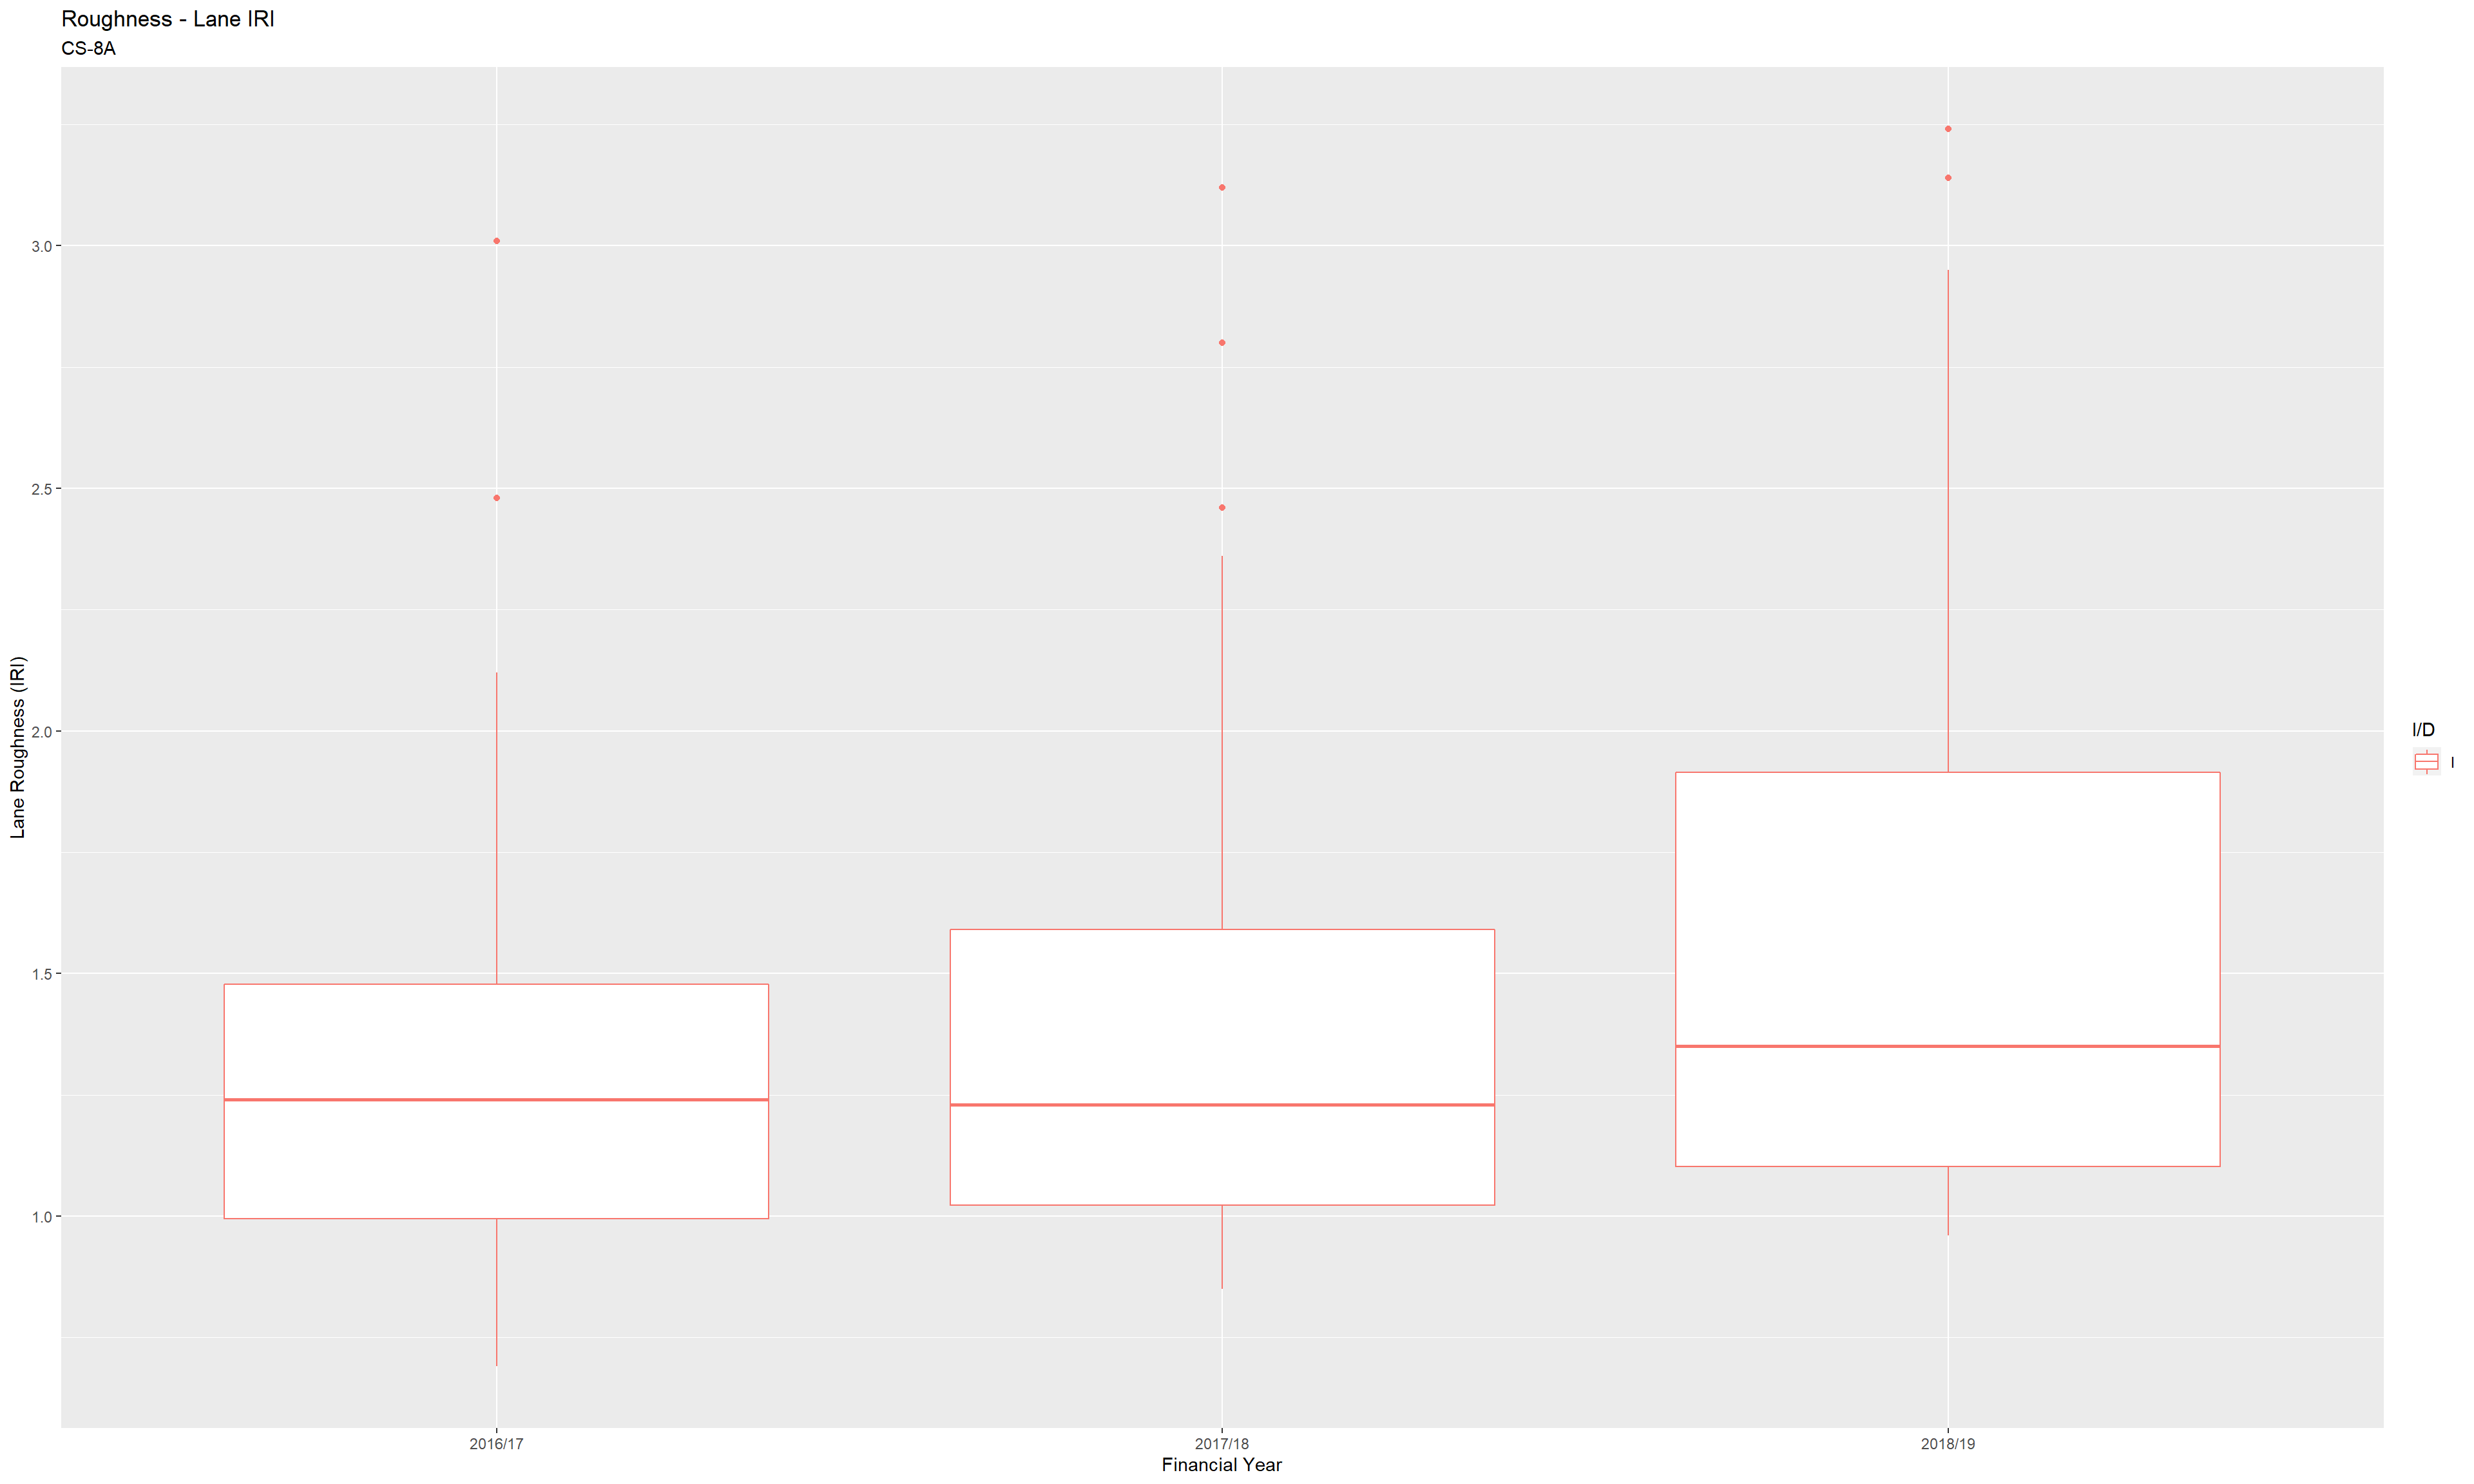 Roughness - Lane IRI
CS-8A
Lane Roughness (IRI)
3.0
2.5
2.0
1.5
1.0
2016/17
2017/18
2018/19
Financial Year
I/D
I